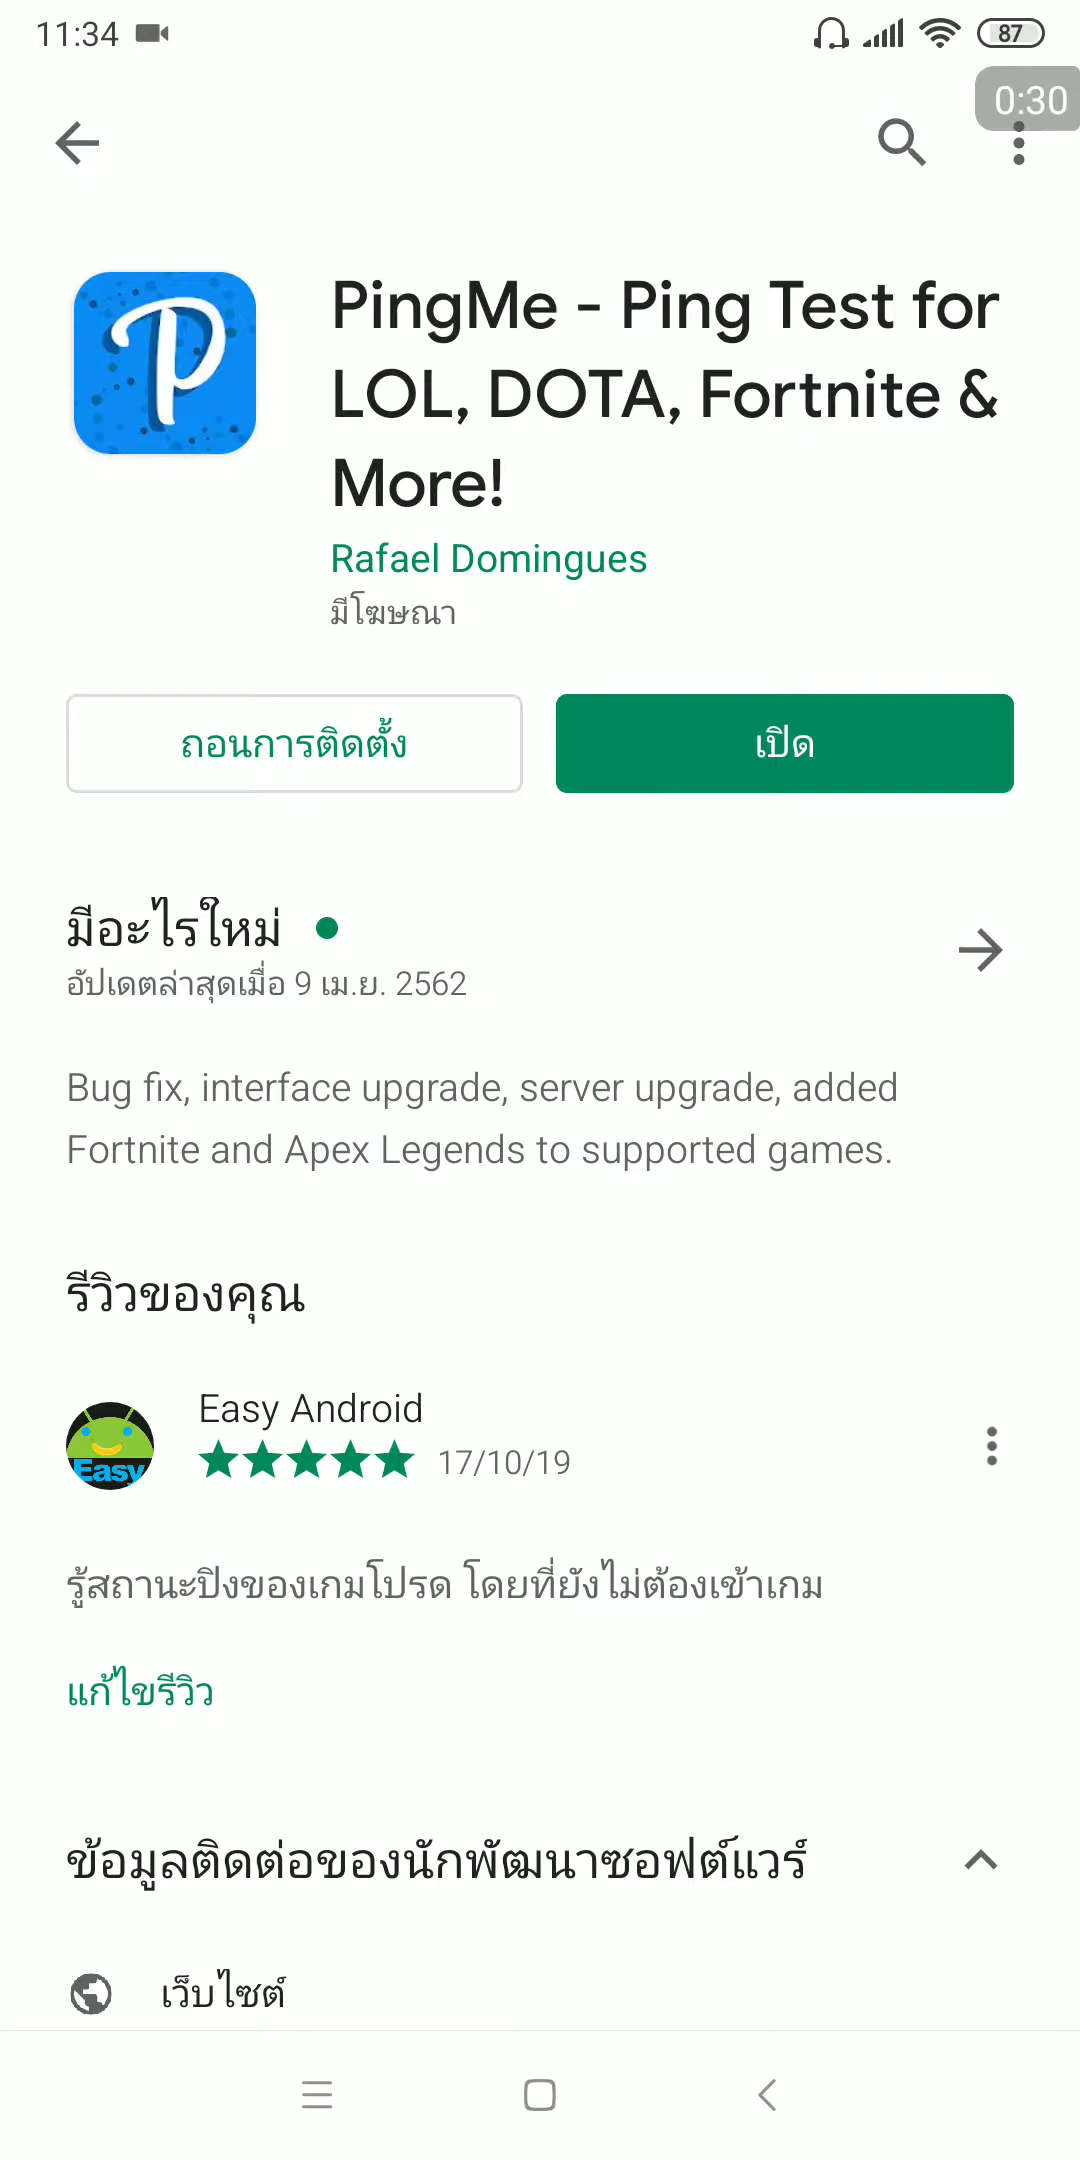 11:34
87
0:30
PingMe - Ping Test for
LOL, DOTA, Fortnite &
More!
Rafael Domingues
มีโฆษณา
ถอนการติดตั้ง
เปิด
มีอะไรใหม่
อัปเดตล่าสุดเมื่อ 9 เม.ย. 2562
Bug fix, interface upgrade, server upgrade, added
Fortnite and Apex Legends to supported games.
รีวิวของคุณ
Easy Android
Easy
17/10/19
รู้สถานะปิงของเกมโปรด โดยที่ยังไม่ต้องเข้าเกม
แก้ไขรีวิว
ข้อมูลติดต่อของนักพัฒนาซอฟต์แวร์
เว็บไซต์